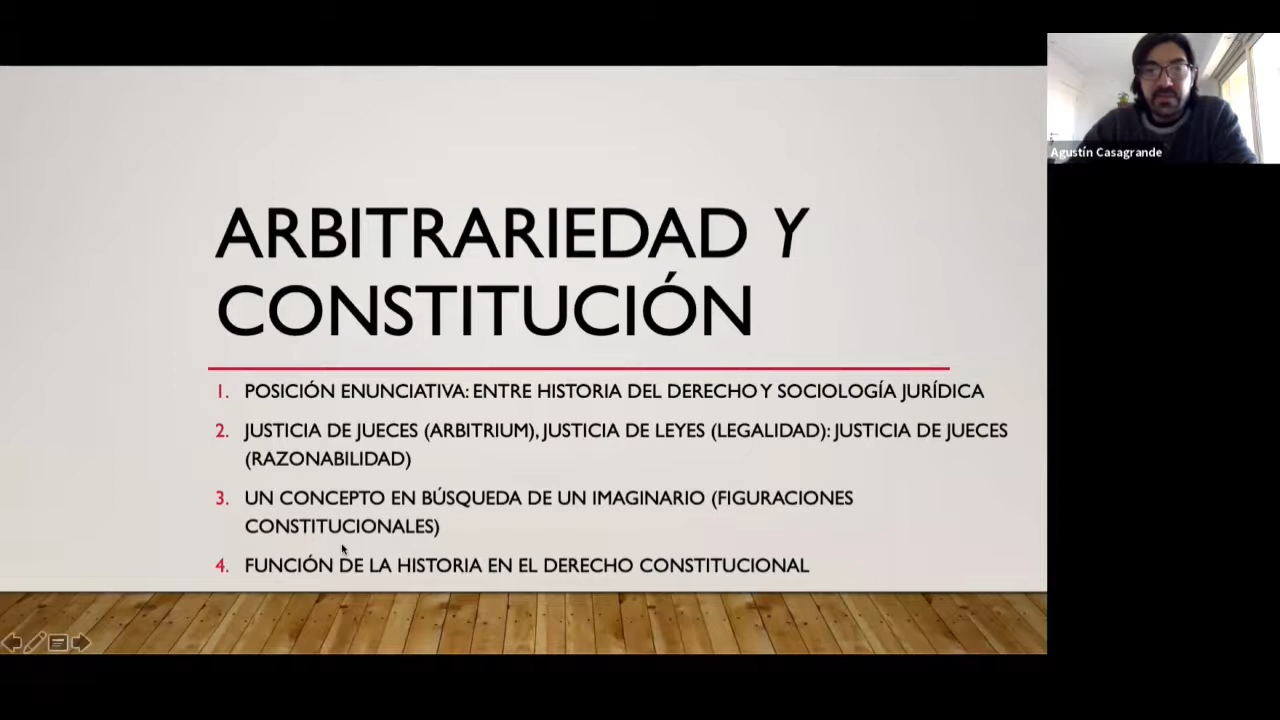 ARBITRARIEDAD Y
CONSTITUCIÓN
1. POSICIÓN ENUNCIATIVA: ENTRE HISTORIA DEL DERECHO Y SOCIOLOGÍA JURÍDICA
2. JUSTICIA DE JUECES (ARBITRIUM), JUSTICIA DE LEYES (LEGALIDAD): JUSTICIA DE JUECES
(RAZONABILIDAD)
3. UN CONCEPTO EN BÚSQUEDA DE UN IMAGINARIO (FIGURACIONES
CONSTITUCIONALES)
4. FUNCIÓN DE LA HISTORIA EN EL DERECHO CONSTITUCIONAL
Agustín Casagrande